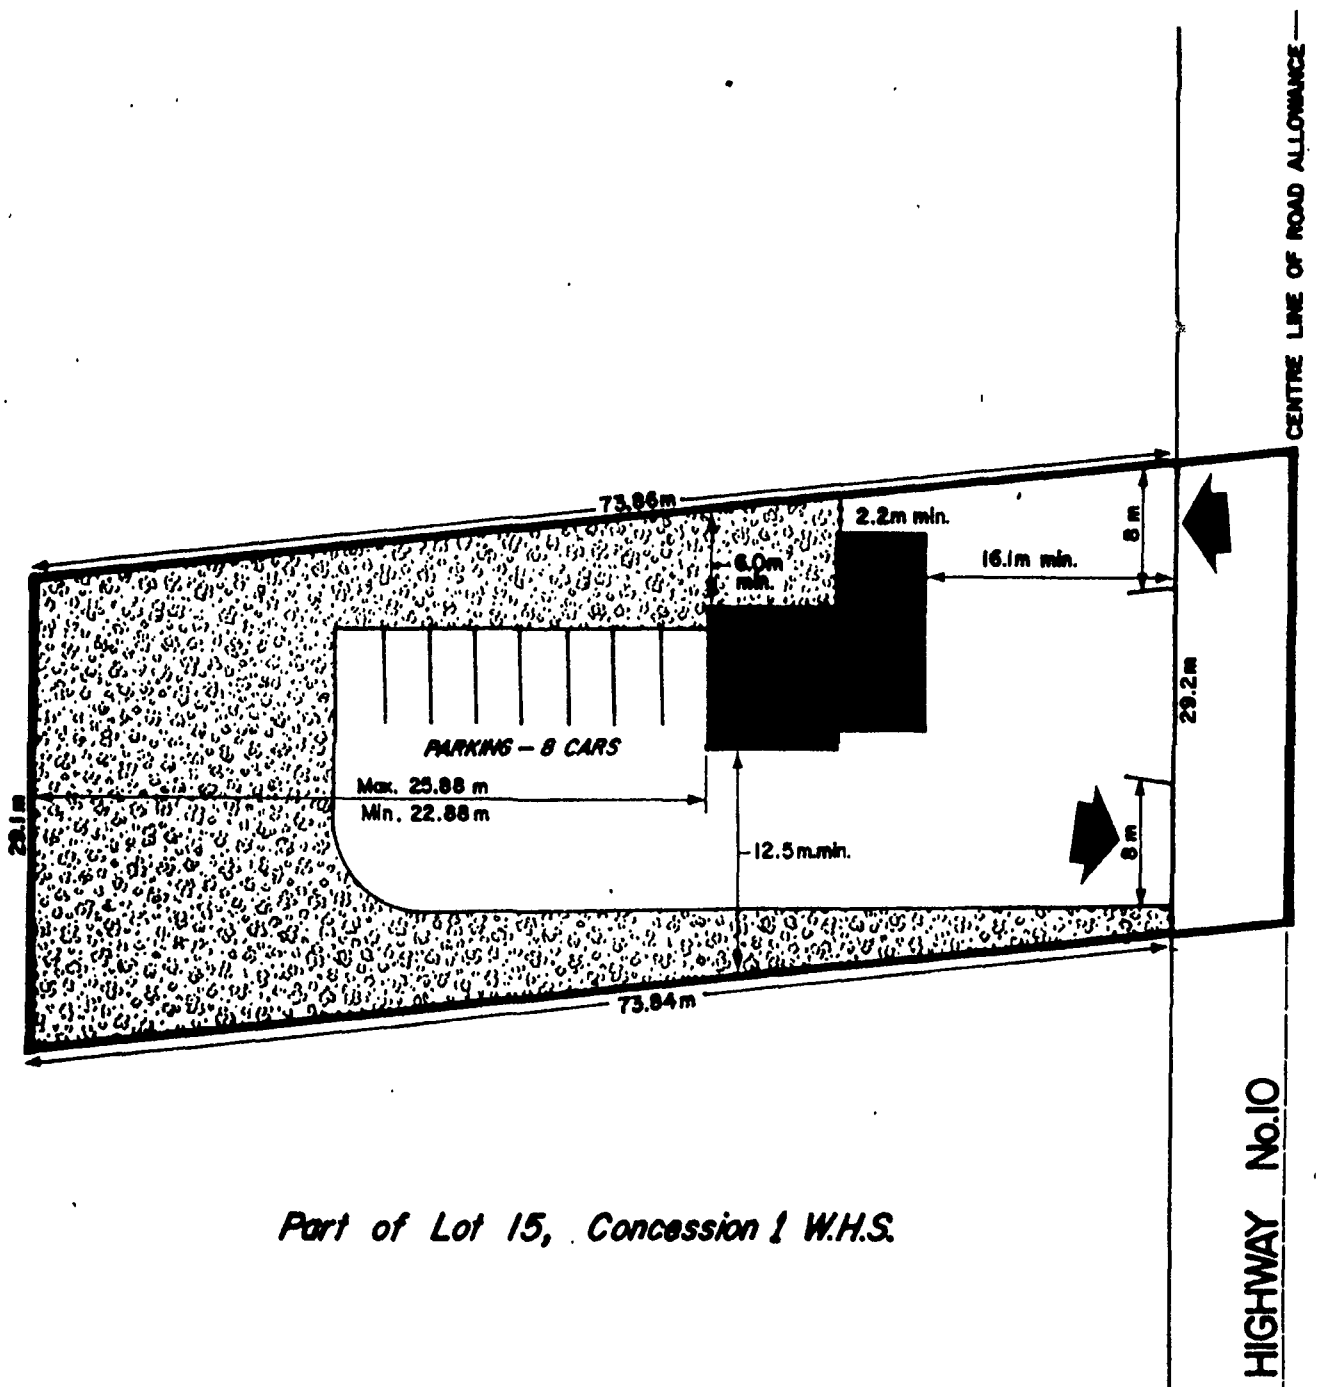 CENTRE LINE OF ROAD ALLOWANCE
73.86m
2.2m min.
8 m
6.0m
min.
16.1m min.
29.2m
PARKING - 8 CARS
Max. 25.88 m
Min. 22.88 m
29.1m
12.5m.min.
8 m
73.84m
HIGHWAY No.10
Part of Lot 15, Concession 1 W.H.S.